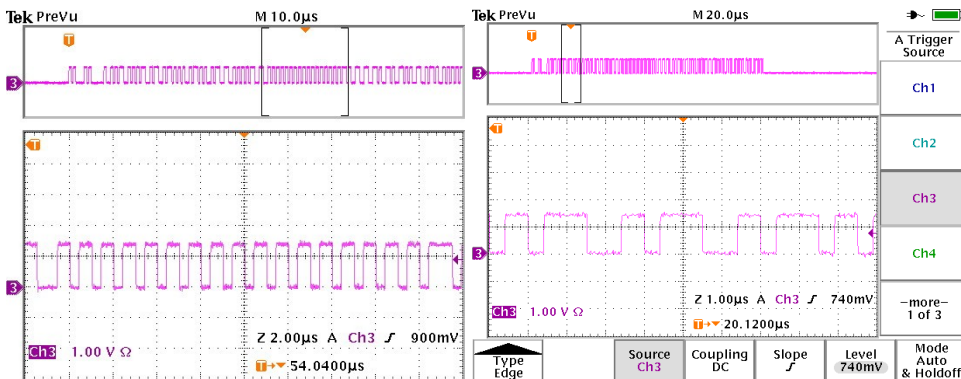 Tek PreVu M 10.0µs
T
3
T
3
Z 2.00µs A Ch3 ∫ 900mV
Ch3 1.00 V Ω
T→▾ 54.0400µs
Tek PreVu M 20.0µs
T
3
T
3
Z 1.00µs A Ch3 ∫ 740mV
Ch3 1.00 V Ω
T→▾ 20.1200µs
A Trigger
Source
Ch1
Ch2
Ch3
Ch4
–more–
1 of 3
Type
Edge
Source
Ch3
Coupling
DC
Slope
∫
Level
740mV
Mode
Auto
& Holdoff